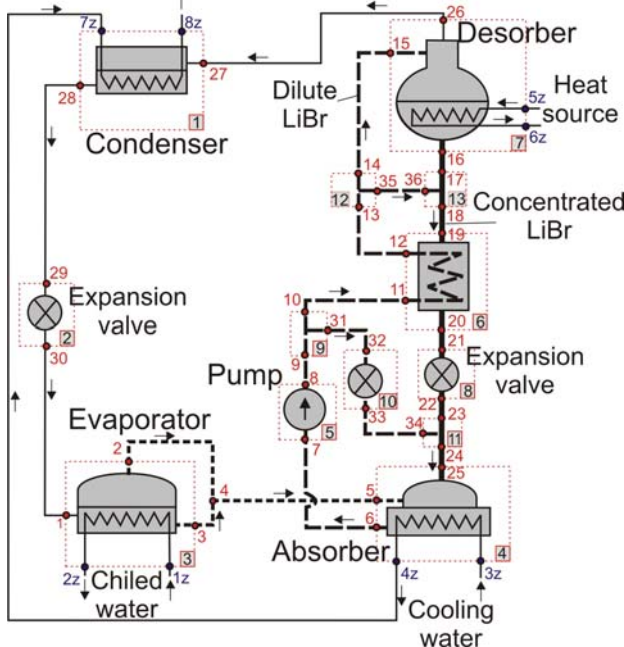 7z
8z
26
15
Desorber
27
28
1
Condenser
Dilute
LiBr
Heat
source
5z
6z
7
16
14
35
36
17
12
13
13
18
Concentrated
LiBr
19
12
29
Expansion
valve
2
30
11
10
31
20
6
32
9
9
21
Expansion
valve
Pump
8
10
8
22
23
5
33
34
7
11
24
Evaporator
2
25
4
5
1
3
6
3
Absorber
4
2z
1z
Chiled
water
4z
3z
Cooling
water